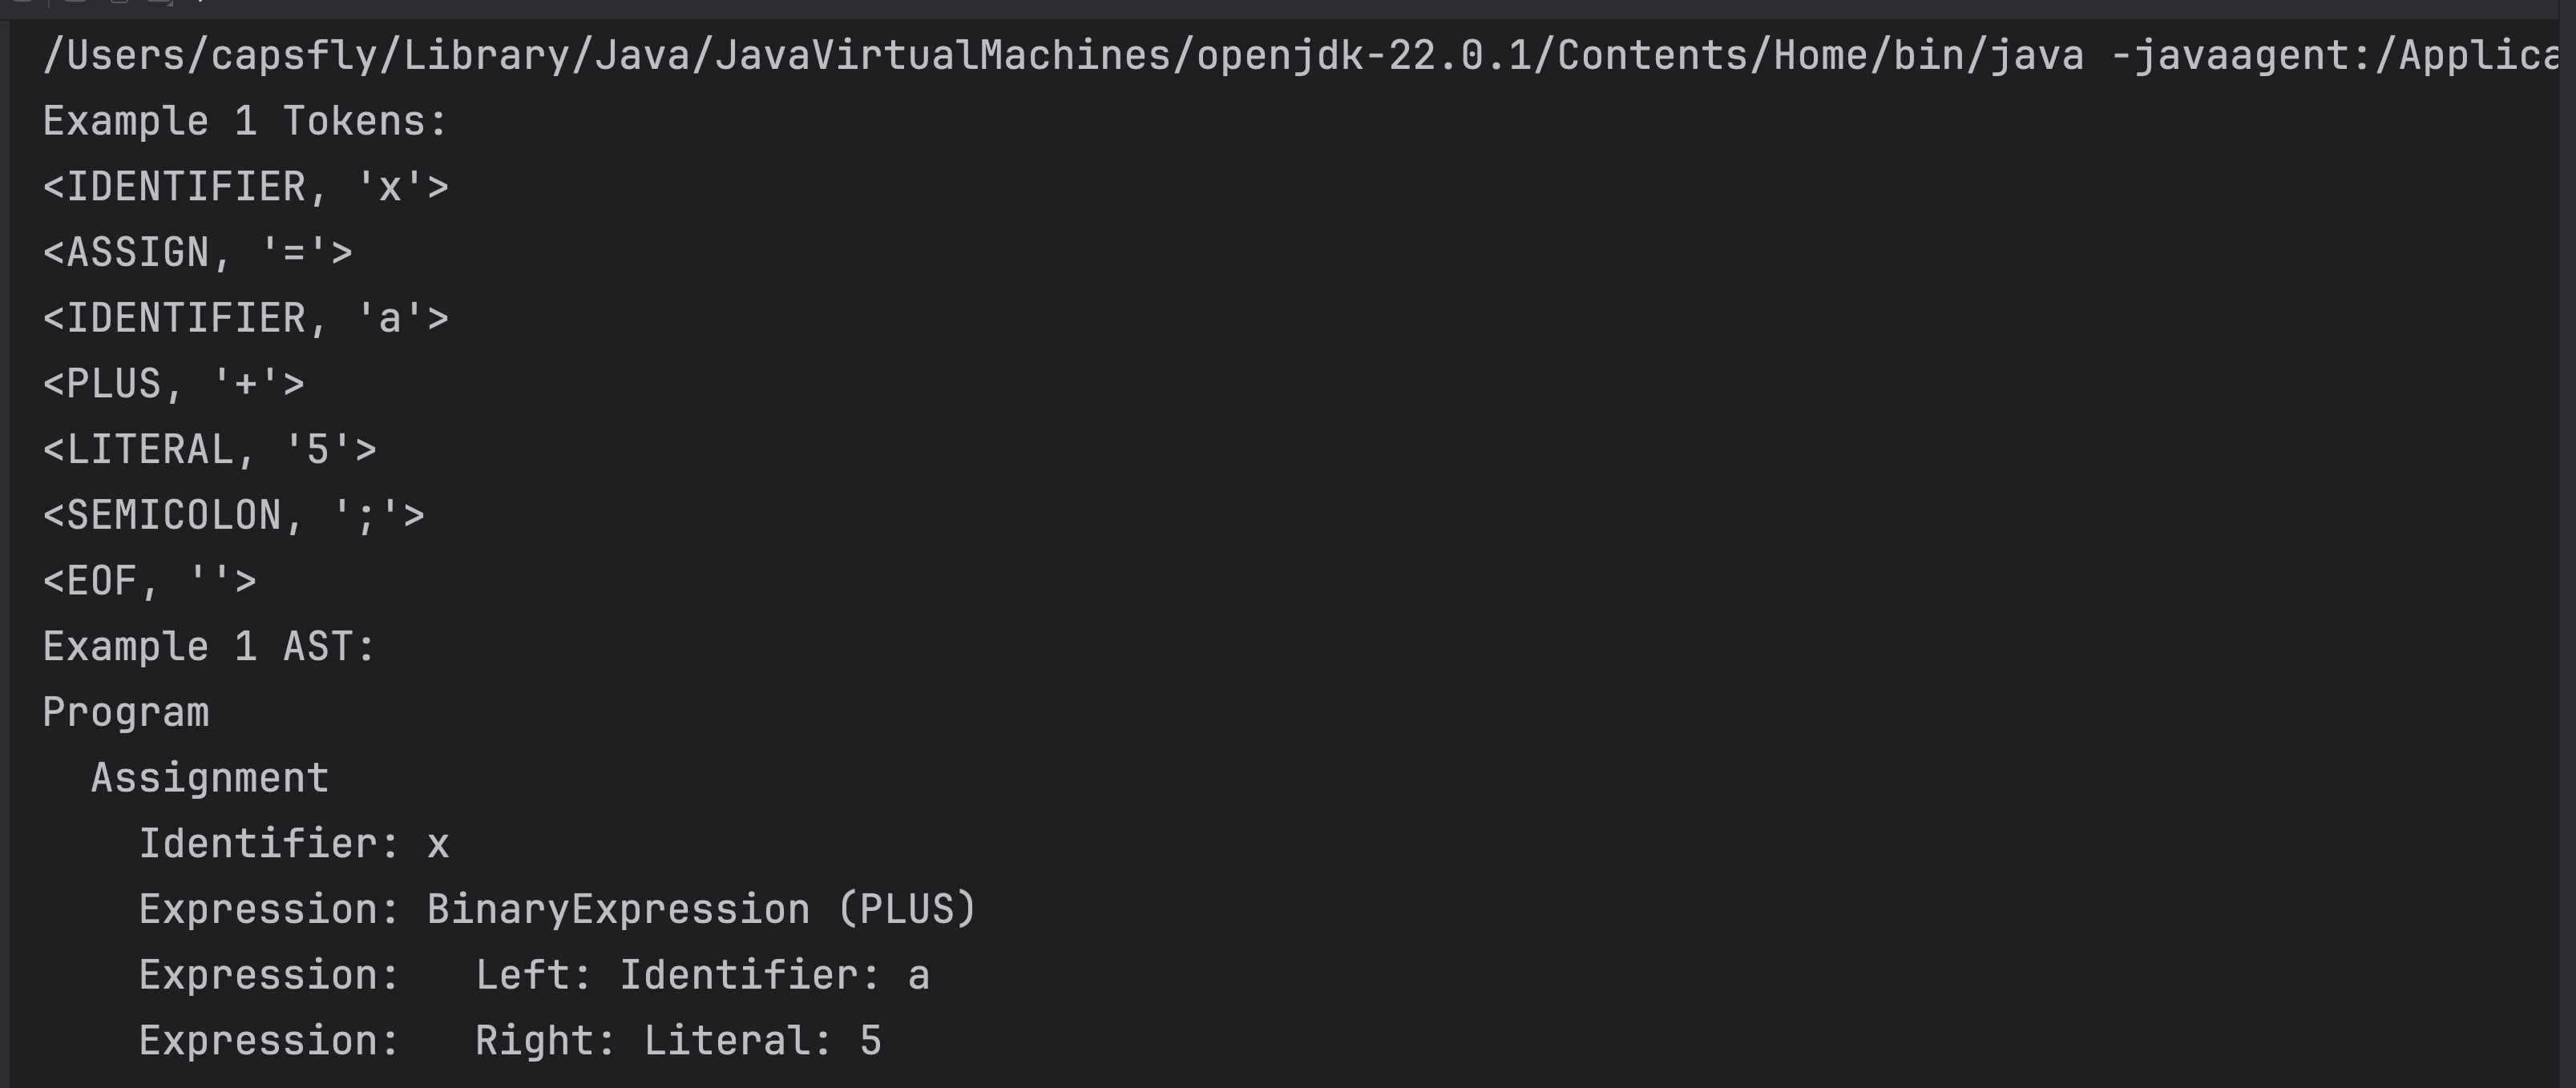 /Users/capsfly/Library/Java/JavaVirtualMachines/openjdk-22.0.1/Contents/Home/bin/java -javaagent:/Applica
Example 1 Tokens:
<IDENTIFIER, 'x'>
<ASSIGN, '='>
<IDENTIFIER, 'a'>
<PLUS, '+'>
<LITERAL, '5'>
<SEMICOLON, ';'>
<EOF, ''>
Example 1 AST:
Program
  Assignment
    Identifier: x
    Expression: BinaryExpression (PLUS)
    Expression:   Left: Identifier: a
    Expression:   Right: Literal: 5